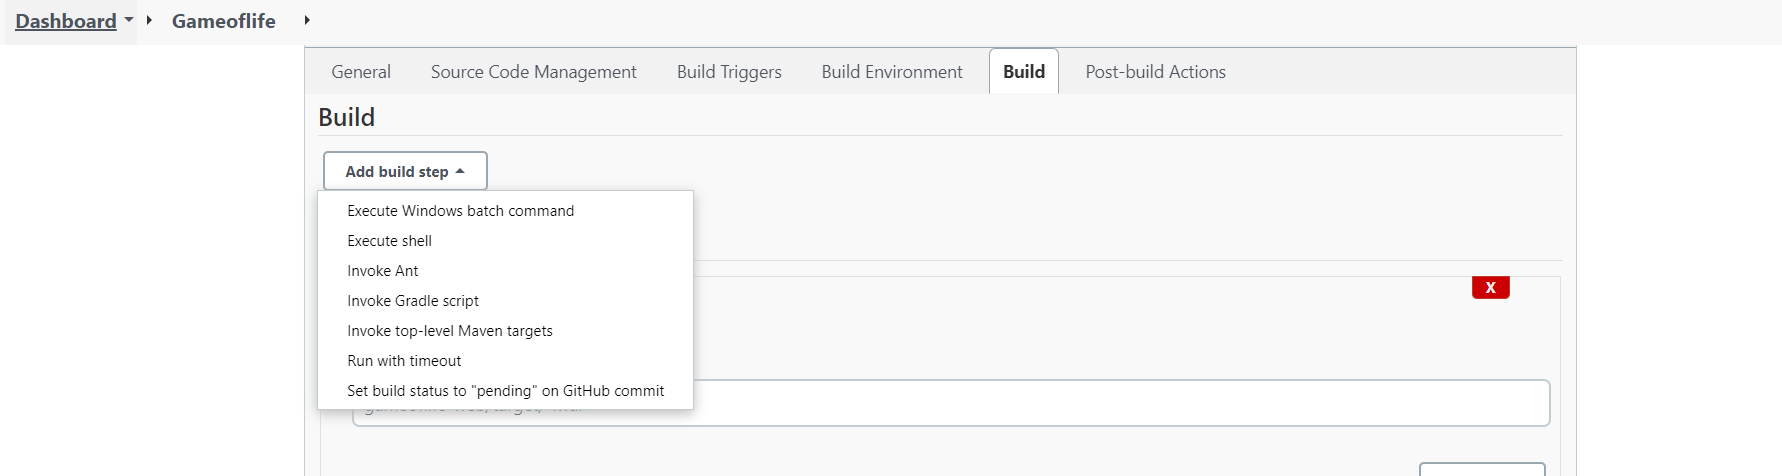 Dashboard Gameoflife
General Source Code Management Build Triggers Build Environment Build Post-build Actions
Build
Add build step
Execute Windows batch command
Execute shell
Invoke Ant
X
Invoke Gradle script
Invoke top-level Maven targets
Run with timeout
Set build status to "pending" on GitHub commit